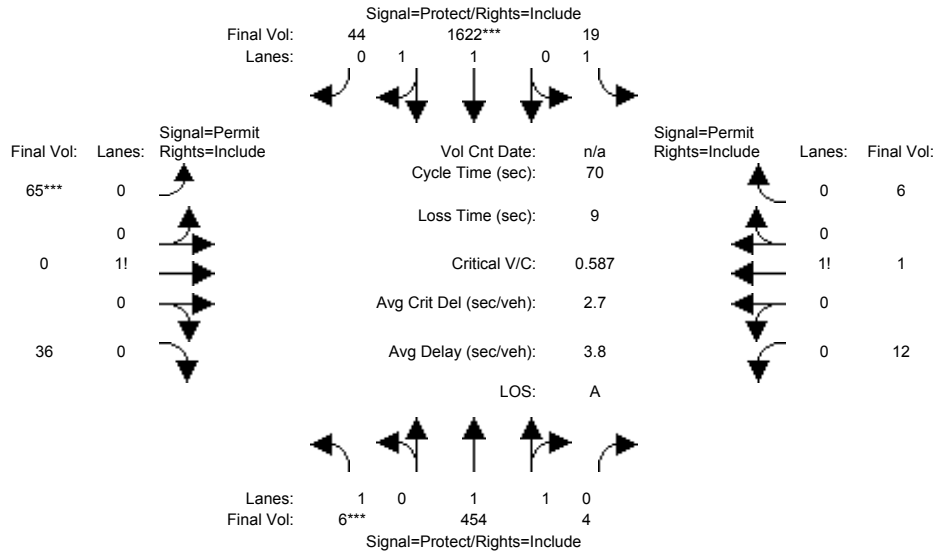 Signal=Protect/Rights=Include
Final Vol: 44 1622*** 19
Lanes: 0 1 1 0 1
Signal=Permit
Final Vol: Lanes: Rights=Include
Vol Cnt Date: n/a
Signal=Permit
Rights=Include Lanes: Final Vol:
Cycle Time (sec): 70
65*** 0
0 6
Loss Time (sec): 9
0
0
0 1!
Critical V/C: 0.587
1! 1
0
Avg Crit Del (sec/veh): 2.7
0
36 0
Avg Delay (sec/veh): 3.8
0 12
LOS: A
Lanes: 1 0 1 1 0
Final Vol: 6*** 454 4
Signal=Protect/Rights=Include